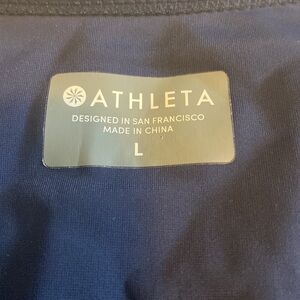 ATHLETA
DESIGNED IN SAN FRANCISCO
MADE IN CHINA
L